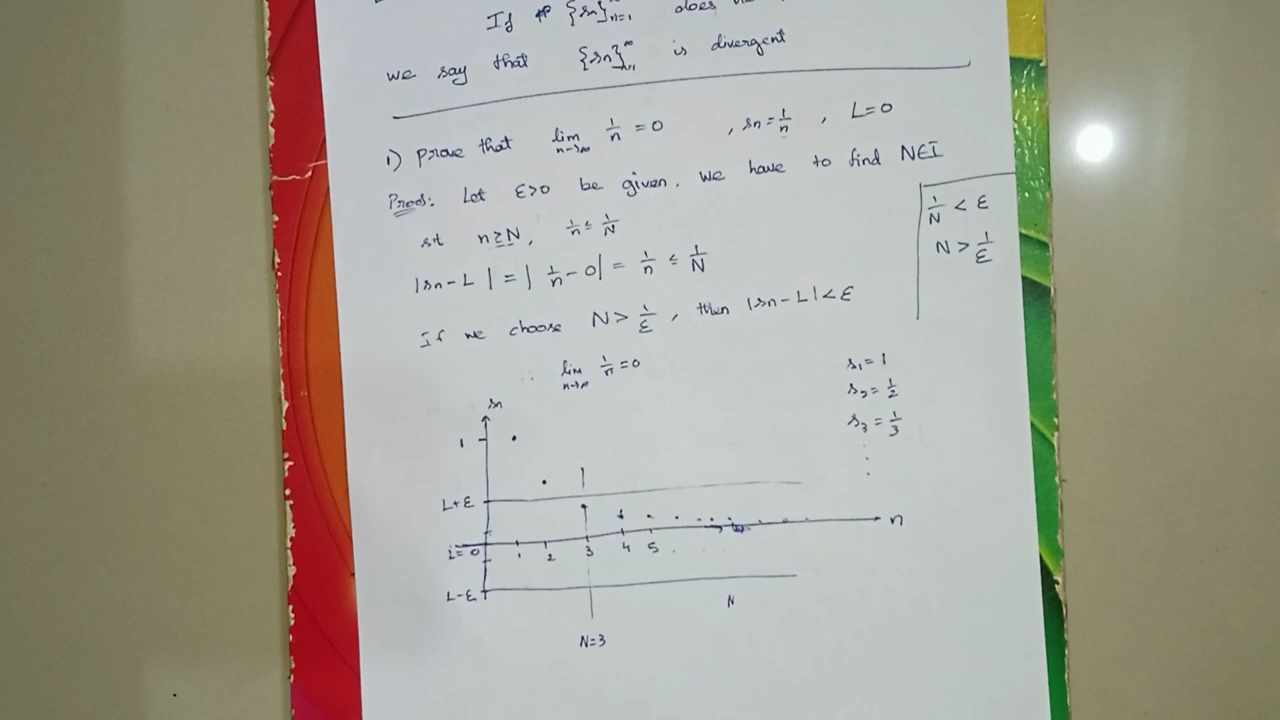 If {sn}n=1 does
we say that {sn}∞n=1 is divergent
1) Prove that lim n→∞ 1/n = 0 , sn = 1/n , L=0
Proof: Let ε>0 be given. We have to find N∈I
s.t n≥N, 1/n ≤ 1/N
|sn - L| = |1/n - 0| = 1/n ≤ 1/N
If we choose N > 1/ε, then |sn - L| < ε
∴ lim n→∞ 1/n = 0
1/N < ε
N > 1/ε
s1 = 1
s2 = 1/2
s3 = 1/3
sn
1
L+ε
L= 0 1 2 3 4 5 n
L-ε
N
N=3